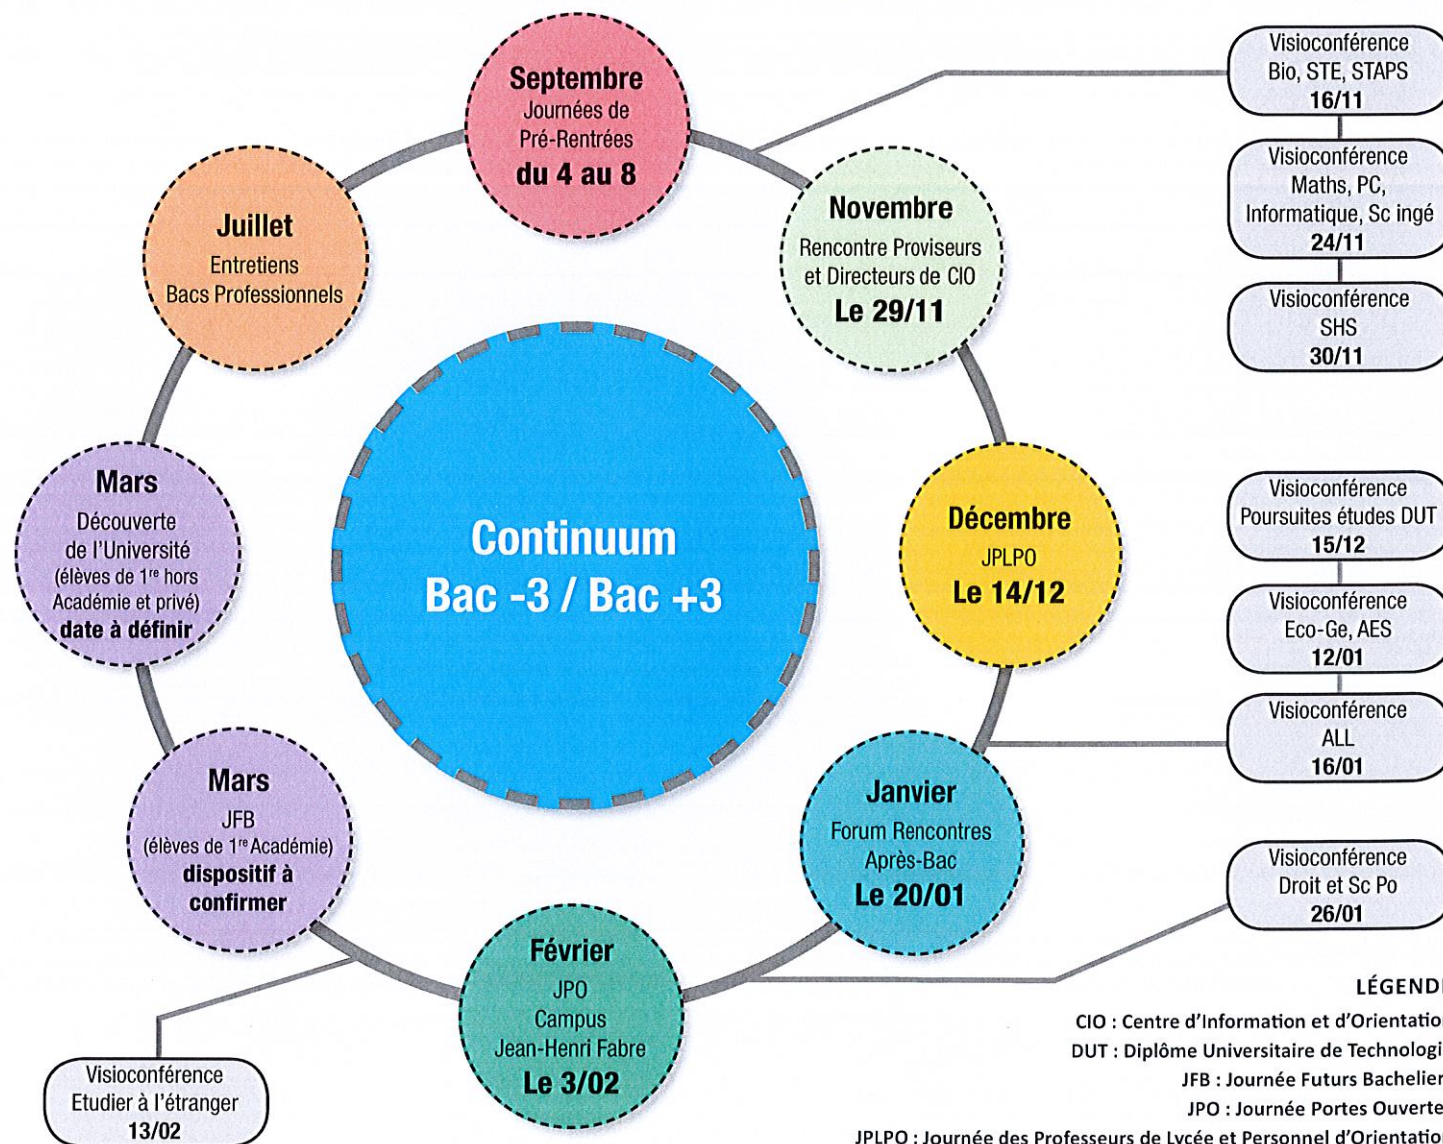 Septembre
Journées de
Pré-Rentrées
du 4 au 8
Novembre
Rencontre Proviseurs
et Directeurs de CIO
Le 29/11
Décembre
JPLPO
Le 14/12
Janvier
Forum Rencontres
Après-Bac
Le 20/01
Février
JPO
Campus
Jean-Henri Fabre
Le 3/02
Mars
JFB
(élèves de 1re Académie)
dispositif à
confirmer
Mars
Découverte
de l'Université
(élèves de 1re hors
Académie et privé)
date à définir
Juillet
Entretiens
Bacs Professionnels
Continuum
Bac -3 / Bac +3
Visioconférence
Bio, STE, STAPS
16/11
Visioconférence
Maths, PC,
Informatique, Sc ingé
24/11
Visioconférence
SHS
30/11
Visioconférence
Poursuites études DUT
15/12
Visioconférence
Eco-Ge, AES
12/01
Visioconférence
ALL
16/01
Visioconférence
Droit et Sc Po
26/01
Visioconférence
Etudier à l'étranger
13/02
LÉGEND
CIO : Centre d'Information et d'Orientation
DUT : Diplôme Universitaire de Technologi
JFB : Journée Futurs Bachelier
JPO : Journée Portes Ouverte
JPLPO : Journée des Professeurs de Lycée et Personnel d'Orientation